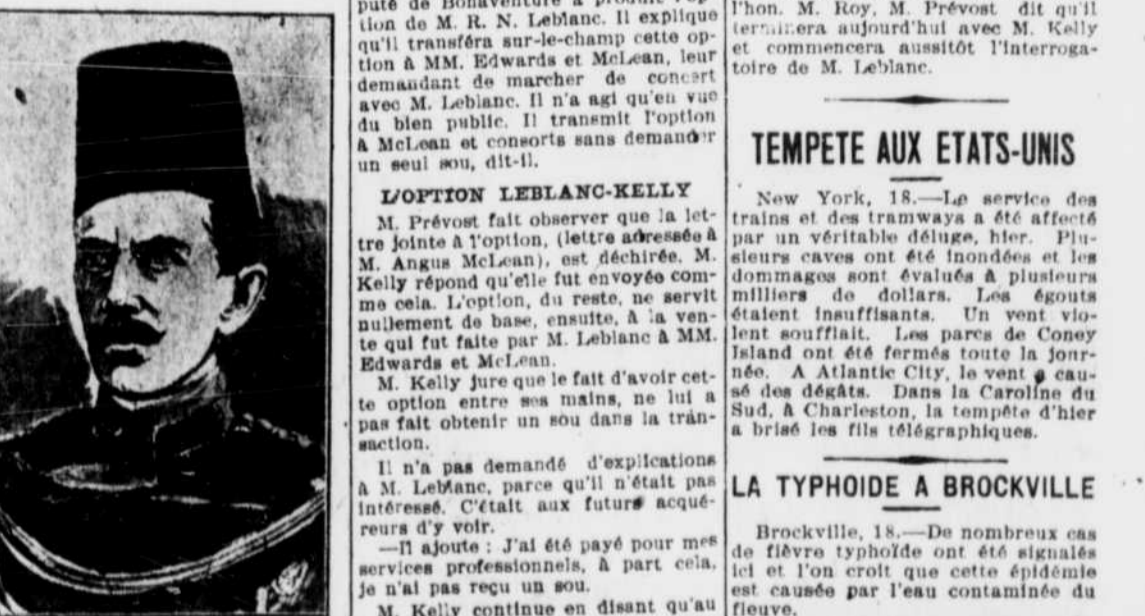 puté de Bonaventure a produit l'op-
tion de M. R. N. Leblanc. Il explique
qu'il transféra sur-le-champ cette op-
tion à MM. Edwards et McLean, leur
demandant de marcher de concert
avec M. Leblanc. Il n'a agi qu'en vue
du bien public. Il transmit l'option
à McLean et consorts sans demander
un seul sou, dit-il.
L'OPTION LEBLANC-KELLY
M. Prévost fait observer que la let-
tre jointe à l'option, (lettre adressée à
M. Angus McLean), est déchirée. M.
Kelly répond qu'elle fut envoyée com-
me cela. L'option, du reste, ne servit
nullement de base, ensuite, à la ven-
te qui fut faite par M. Leblanc à MM.
Edwards et McLean.
M. Kelly jure que le fait d'avoir cet-
te option entre ses mains, ne lui a
pas fait obtenir un sou dans la tran-
saction.
Il n'a pas demandé d'explications
à M. Leblanc, parce qu'il n'était pas
intéressé. C'était aux futurs acqué-
reurs d'y voir.
—Il ajoute : J'ai été payé pour mes
services professionnels, à part cela,
je n'ai pas reçu un sou.
M. Kelly continue en disant qu'au
l'hon. M. Roy, M. Prévost dit qu'il
terminera aujourd'hui avec M. Kelly
et commencera aussitôt l'interroga-
toire de M. Leblanc.
TEMPETE AUX ETATS-UNIS
New York, 18.—Le service des
trains et des tramways a été affecté
par un véritable déluge, hier. Plu-
sieurs caves ont été inondées et les
dommages sont évalués à plusieurs
milliers de dollars. Les égouts
étaient insuffisants. Un vent vio-
lent soufflait. Les parcs de Coney
Island ont été fermés toute la jour-
née. A Atlantic City, le vent a cau-
sé des dégâts. Dans la Caroline du
Sud, à Charleston, la tempête d'hier
a brisé les fils télégraphiques.
LA TYPHOIDE A BROCKVILLE
Brockville, 18.—De nombreux cas
de fièvre typhoïde ont été signalés
ici et l'on croit que cette épidémie
est causée par l'eau contaminée du
fleuve.